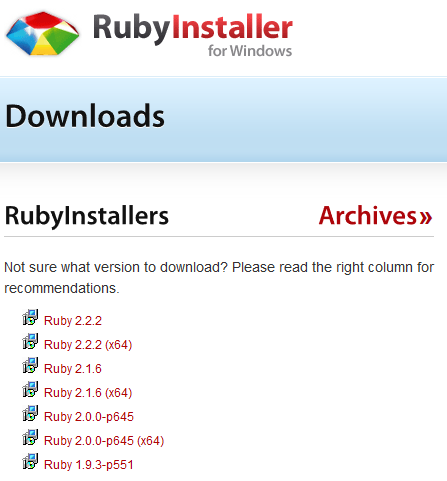 RubyInstaller
for Windows
Downloads
RubyInstallers
Archives»
Not sure what version to download? Please read the right column for
recommendations.
Ruby 2.2.2
Ruby 2.2.2 (x64)
Ruby 2.1.6
Ruby 2.1.6 (x64)
Ruby 2.0.0-p645
Ruby 2.0.0-p645 (x64)
Ruby 1.9.3-p551